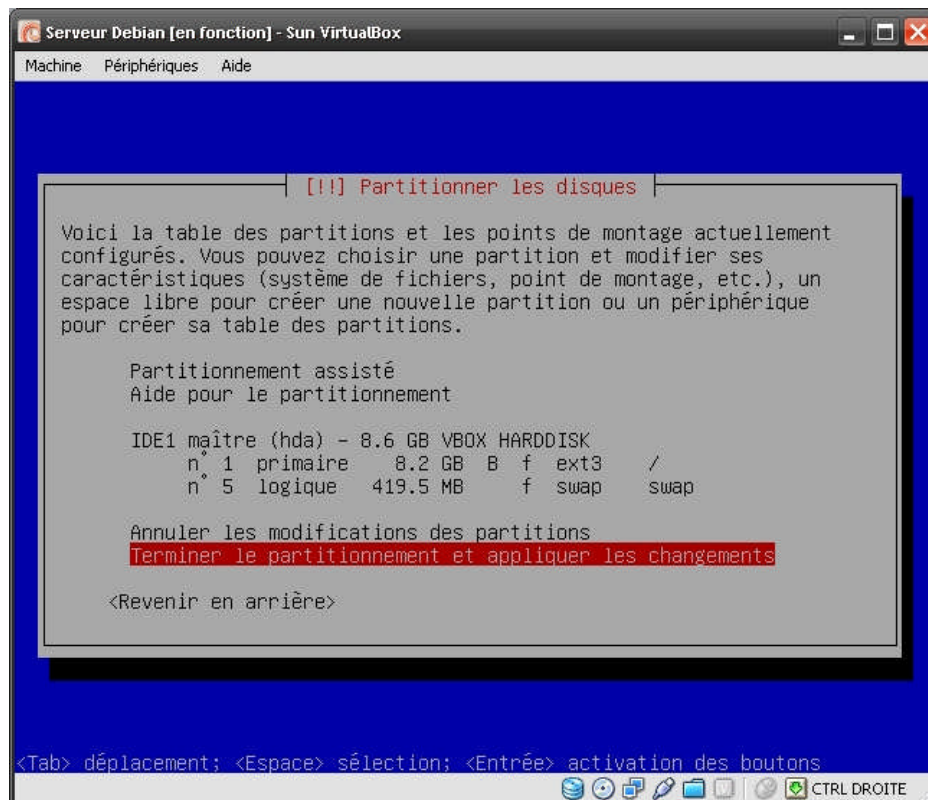 Serveur Debian [en fonction] - Sun VirtualBox
Machine Périphériques Aide
[!!] Partitionner les disques
Voici la table des partitions et les points de montage actuellement
configurés. Vous pouvez choisir une partition et modifier ses
caractéristiques (système de fichiers, point de montage, etc.), un
espace libre pour créer une nouvelle partition ou un périphérique
pour créer sa table des partitions.
Partitionnement assisté
Aide pour le partitionnement
IDE1 maître (hda) - 8.6 GB VBOX HARDDISK
n° 1 primaire 8.2 GB B f ext3 /
n° 5 logique 419.5 MB f swap swap
Annuler les modifications des partitions
Terminer le partitionnement et appliquer les changements
<Revenir en arrière>
<Tab> déplacement; <Espace> sélection; <Entrée> activation des boutons
CTRL DROITE